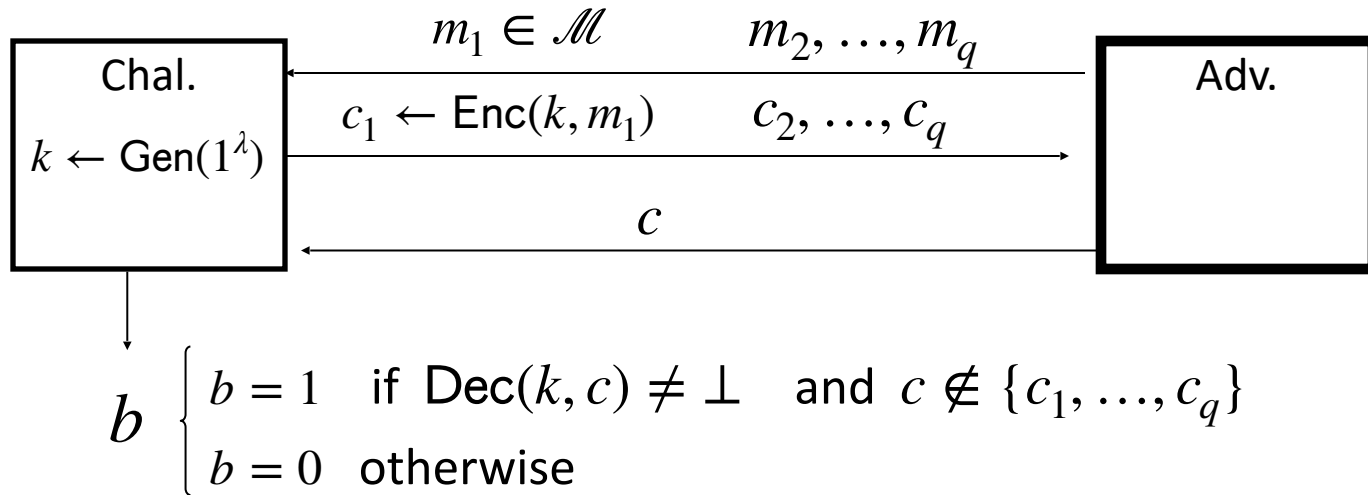 m₁ ∈ ℳ m₂, …, m_q
Chal.
Adv.
c₁ ← Enc(k, m₁) c₂, …, c_q
k ← Gen(1^λ)
c
b { b = 1 if Dec(k, c) ≠ ⊥ and c ∉ {c₁, …, c_q}
b = 0 otherwise